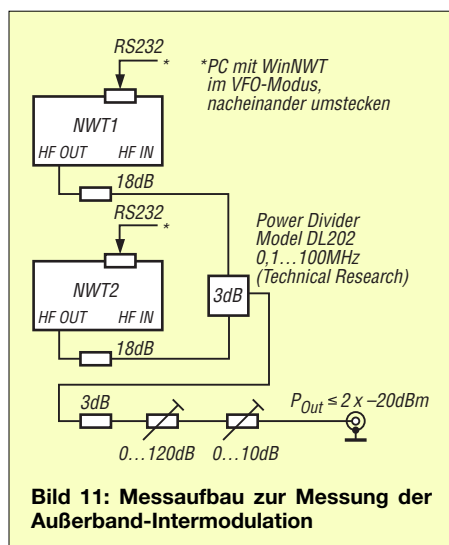 RS232
*
*PC mit WinNWT
im VFO-Modus,
nacheinander umstecken
NWT1
HF OUT HF IN
18dB
RS232
*
Power Divider
Model DL202
0,1...100MHz
(Technical Research)
NWT2
3dB
HF OUT HF IN
18dB
3dB
P_Out ≤ 2 x –20dBm
0...120dB
0...10dB
Bild 11: Messaufbau zur Messung der
Außerband-Intermodulation